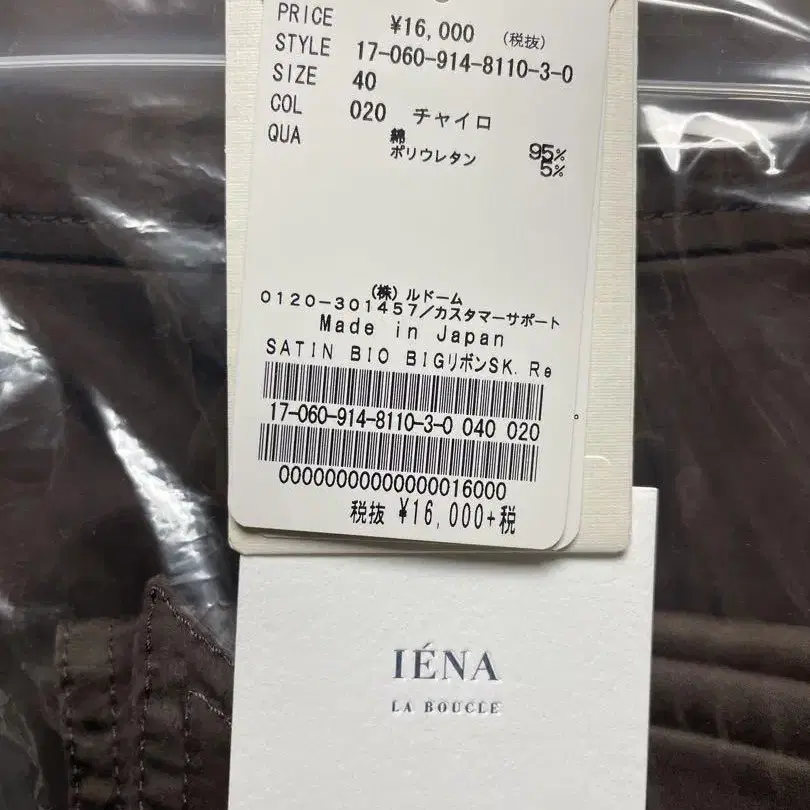 PRICE ¥16,000 (税抜)
STYLE 17-060-914-8110-3-0
SIZE 40
COL 020 チャイロ
QUA 綿 95%
ポリウレタン 5%
(株)ルドーム
0120-301457/カスタマーサポート
Made in Japan
SATIN BIO BIGリボンSK. Re
17-060-914-8110-3-0 040 020
00000000000000016000
税抜 ¥16,000+税
IÉNA
LA BOUCLE